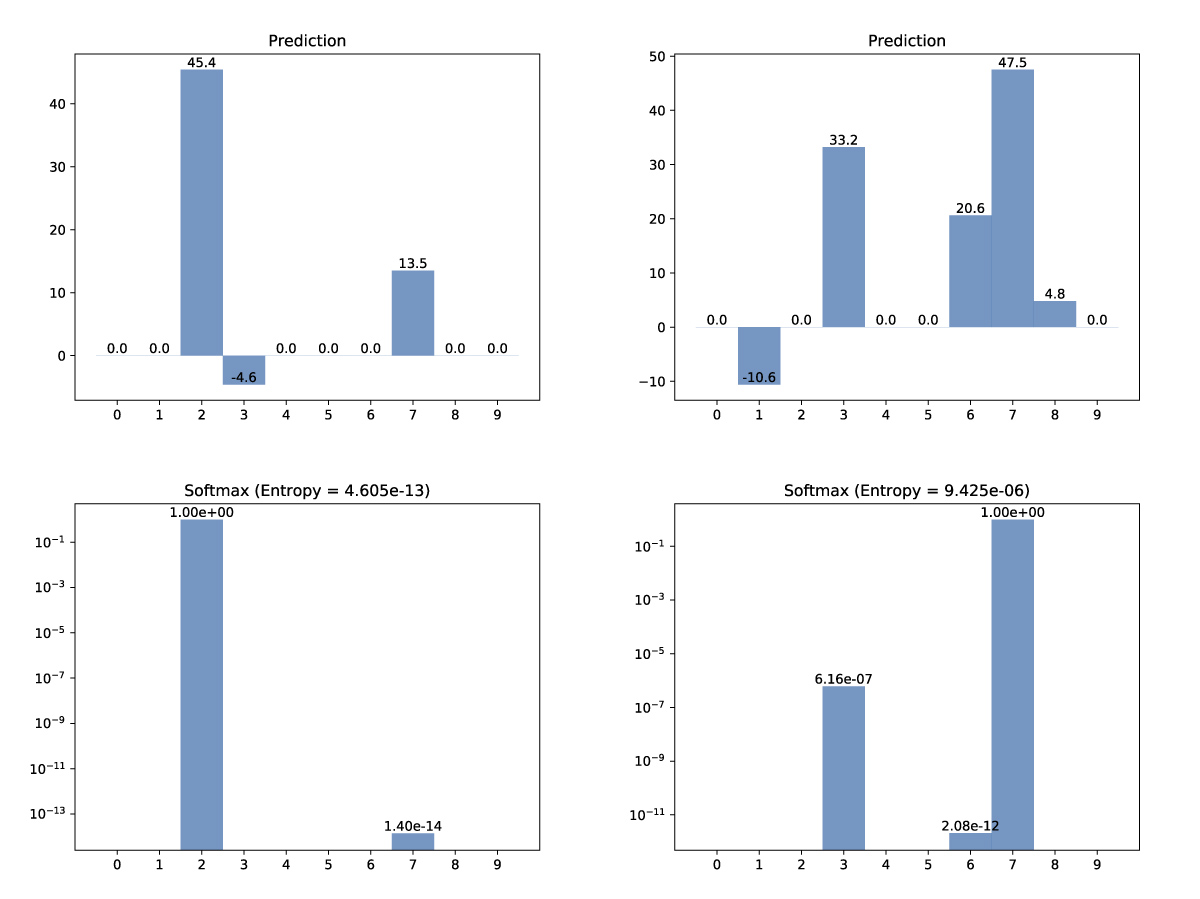 Prediction
45.4
40
30
20
10
0
0.0 0.0 -4.6 0.0 0.0 0.0 13.5 0.0 0.0
0 1 2 3 4 5 6 7 8 9
Prediction
50
40
30
20
10
0
−10
0.0 -10.6 0.0 33.2 0.0 0.0 20.6 47.5 4.8 0.0
0 1 2 3 4 5 6 7 8 9
Softmax (Entropy = 4.605e-13)
1.00e+00
10⁻¹
10⁻³
10⁻⁵
10⁻⁷
10⁻⁹
10⁻¹¹
10⁻¹³
1.40e-14
0 1 2 3 4 5 6 7 8 9
Softmax (Entropy = 9.425e-06)
1.00e+00
10⁻¹
10⁻³
10⁻⁵
6.16e-07
10⁻⁷
10⁻⁹
10⁻¹¹
2.08e-12
0 1 2 3 4 5 6 7 8 9